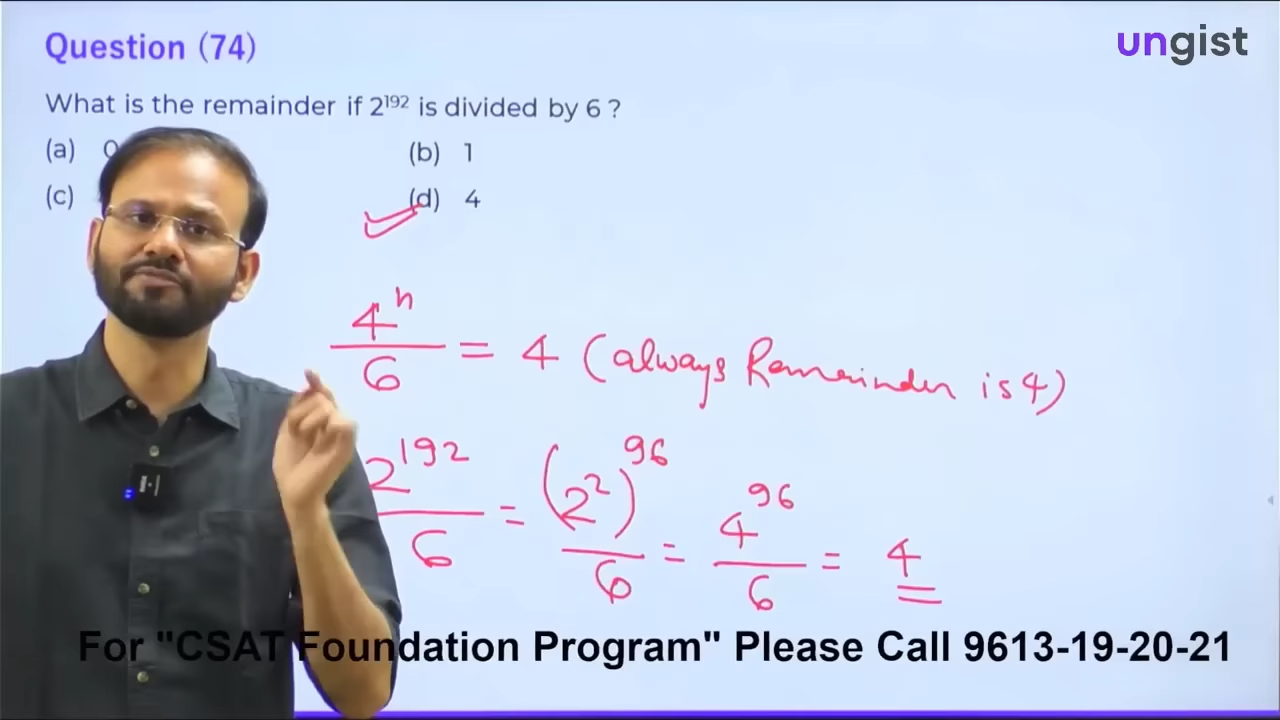 Question (74)
ungist
What is the remainder if 2¹⁹² is divided by 6 ?
(a)
(b) 1
(c)
(d) 4
4ⁿ/6 = 4 (always Remainder is 4)
2¹⁹²/6 = (2²)⁹⁶/6 = 4⁹⁶/6 = 4
For "CSAT Foundation Program" Please Call 9613-19-20-21